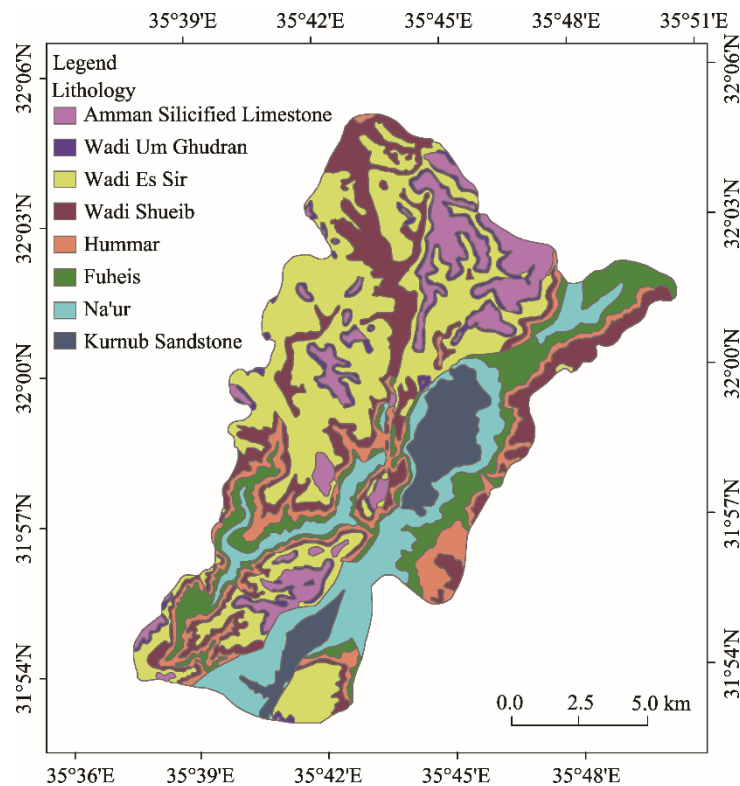 35°39'E 35°42'E 35°45'E 35°48'E 35°51'E
32°06'N 32°06'N
Legend
Lithology
Amman Silicified Limestone
Wadi Um Ghudran
Wadi Es Sir
Wadi Shueib
Hummar
Fuheis
Na'ur
Kurnub Sandstone
32°03'N 32°03'N
32°00'N 32°00'N
31°57'N 31°57'N
31°54'N 31°54'N
0.0 2.5 5.0 km
35°36'E 35°39'E 35°42'E 35°45'E 35°48'E